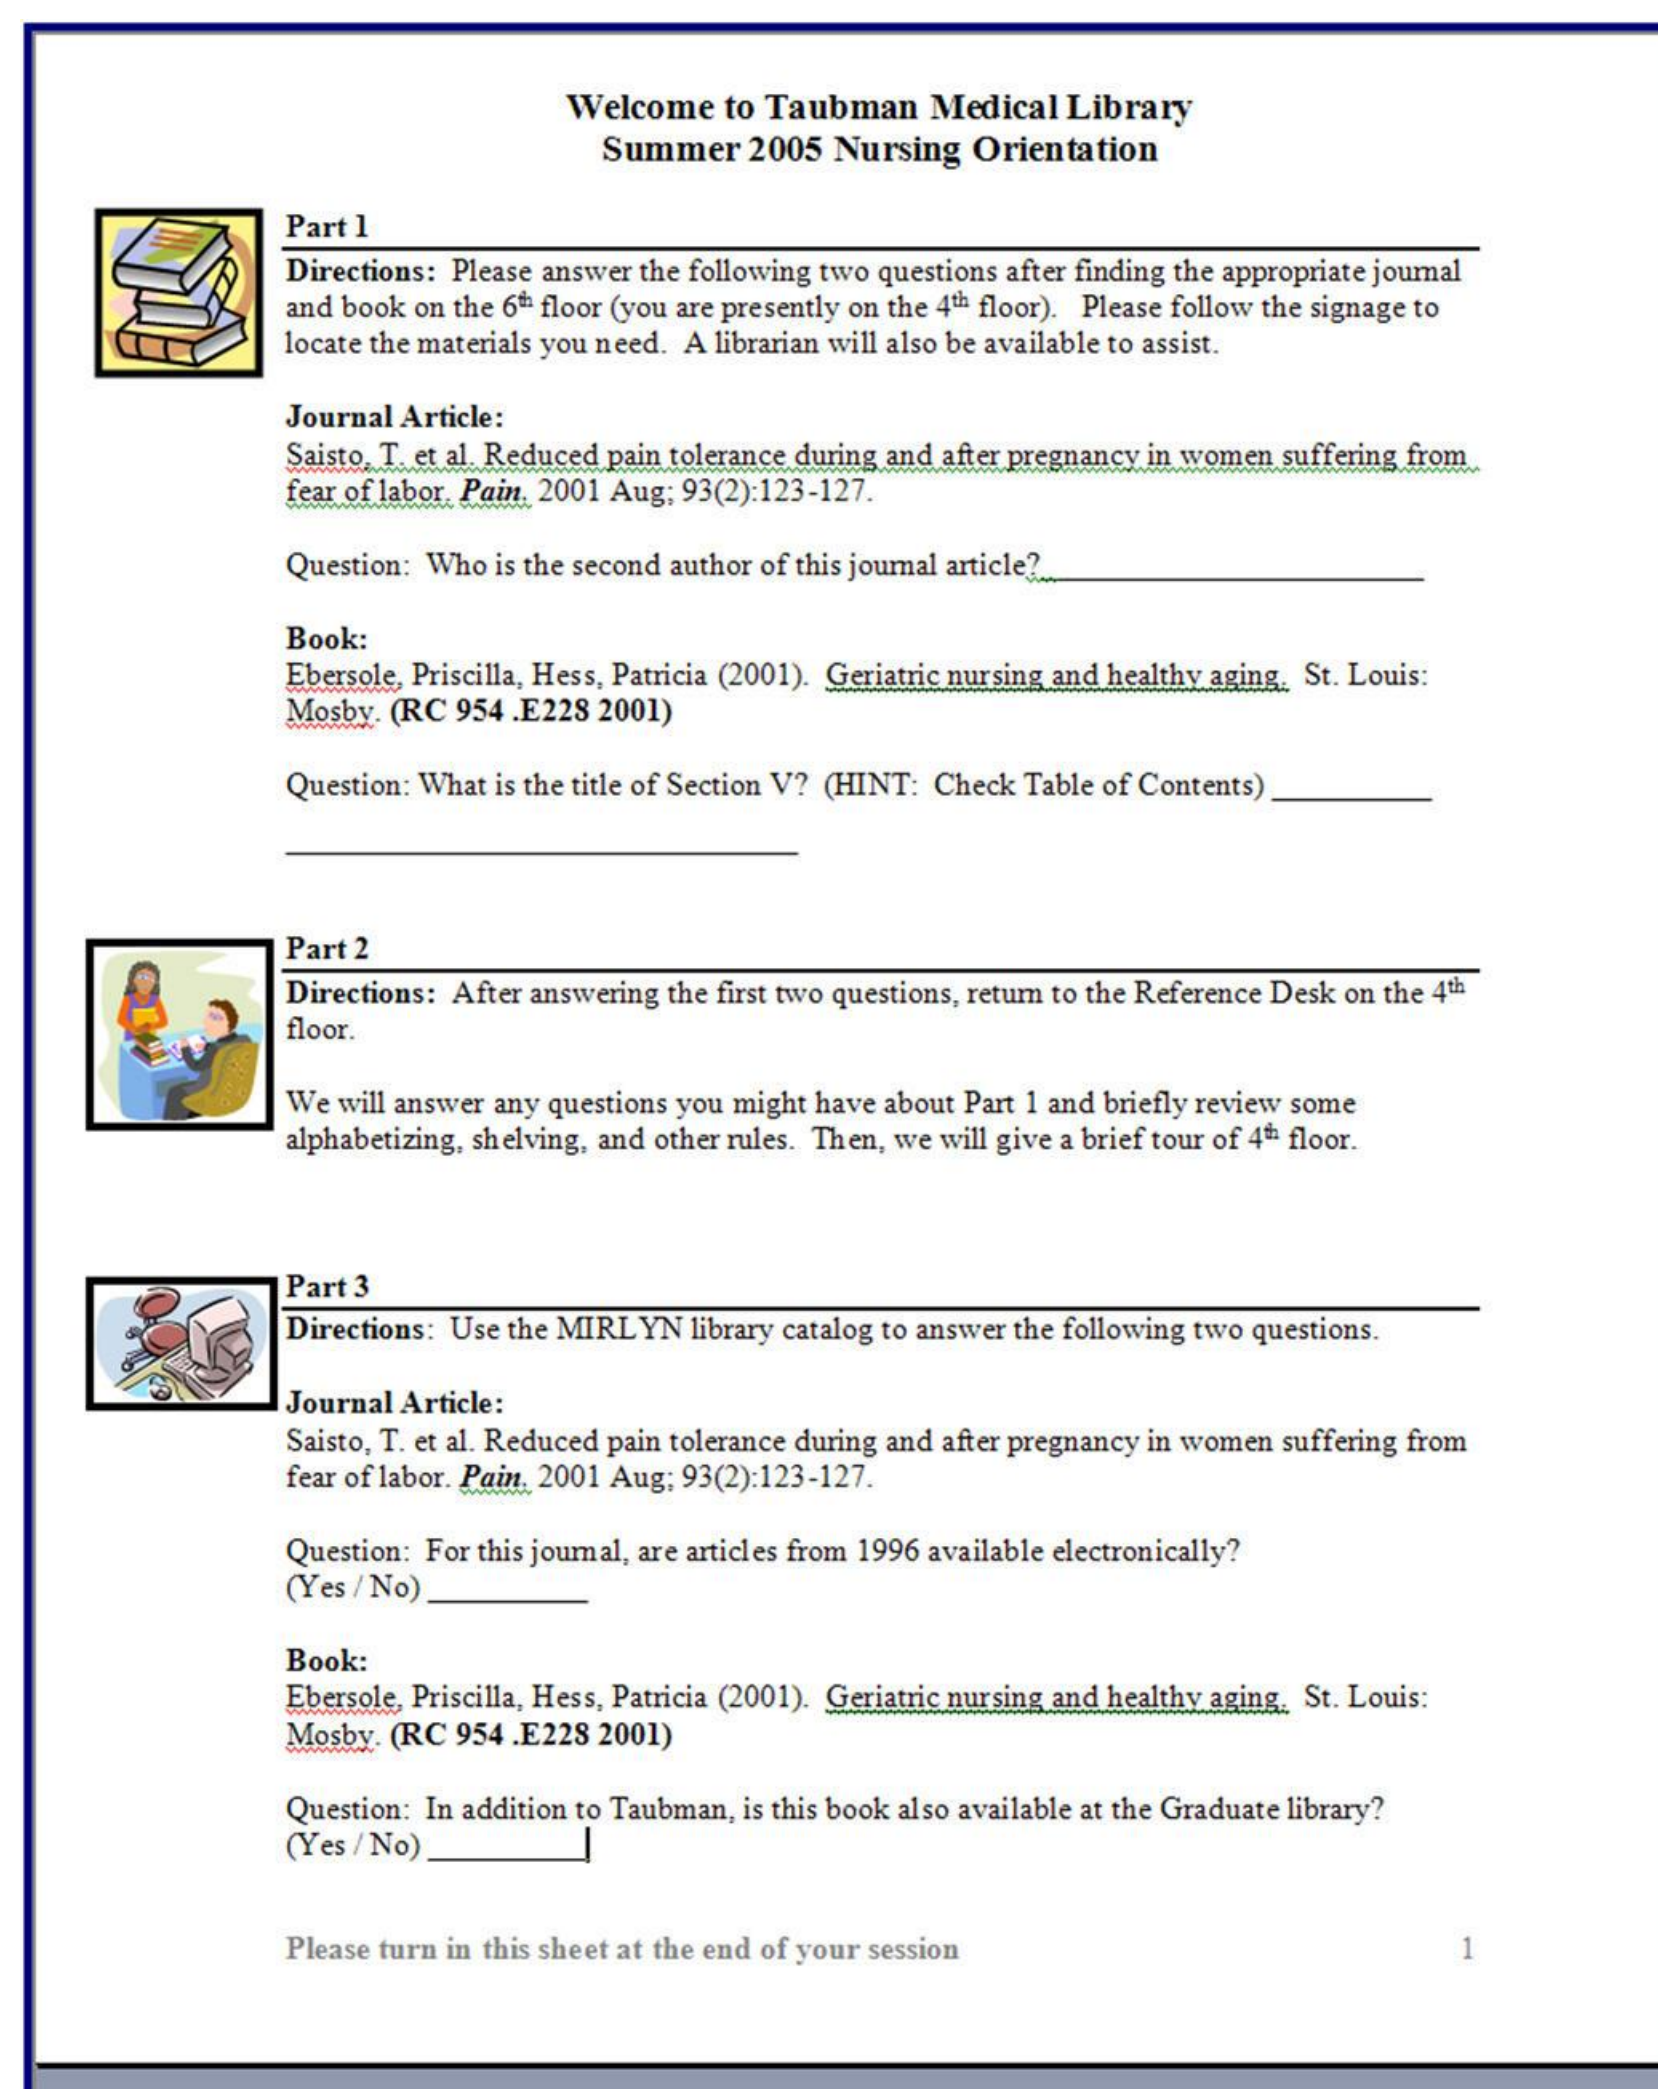 Welcome to Taubman Medical Library
Summer 2005 Nursing Orientation
Part 1
Directions: Please answer the following two questions after finding the appropriate journal
and book on the 6th floor (you are presently on the 4th floor). Please follow the signage to
locate the materials you need. A librarian will also be available to assist.
Journal Article:
Saisto, T. et al. Reduced pain tolerance during and after pregnancy in women suffering from
fear of labor. Pain. 2001 Aug; 93(2):123-127.
Question: Who is the second author of this journal article?
Book:
Ebersole, Priscilla, Hess, Patricia (2001). Geriatric nursing and healthy aging. St. Louis:
Mosby. (RC 954 .E228 2001)
Question: What is the title of Section V? (HINT: Check Table of Contents) ___________
___________________________________
Part 2
Directions: After answering the first two questions, return to the Reference Desk on the 4th
floor.
We will answer any questions you might have about Part 1 and briefly review some
alphabetizing, shelving, and other rules. Then, we will give a brief tour of 4th floor.
Part 3
Directions: Use the MIRLYN library catalog to answer the following two questions.
Journal Article:
Saisto, T. et al. Reduced pain tolerance during and after pregnancy in women suffering from
fear of labor. Pain. 2001 Aug; 93(2):123-127.
Question: For this journal, are articles from 1996 available electronically?
(Yes / No) ___________
Book:
Ebersole, Priscilla, Hess, Patricia (2001). Geriatric nursing and healthy aging. St. Louis:
Mosby. (RC 954 .E228 2001)
Question: In addition to Taubman, is this book also available at the Graduate library?
(Yes / No) ___________
Please turn in this sheet at the end of your session 1